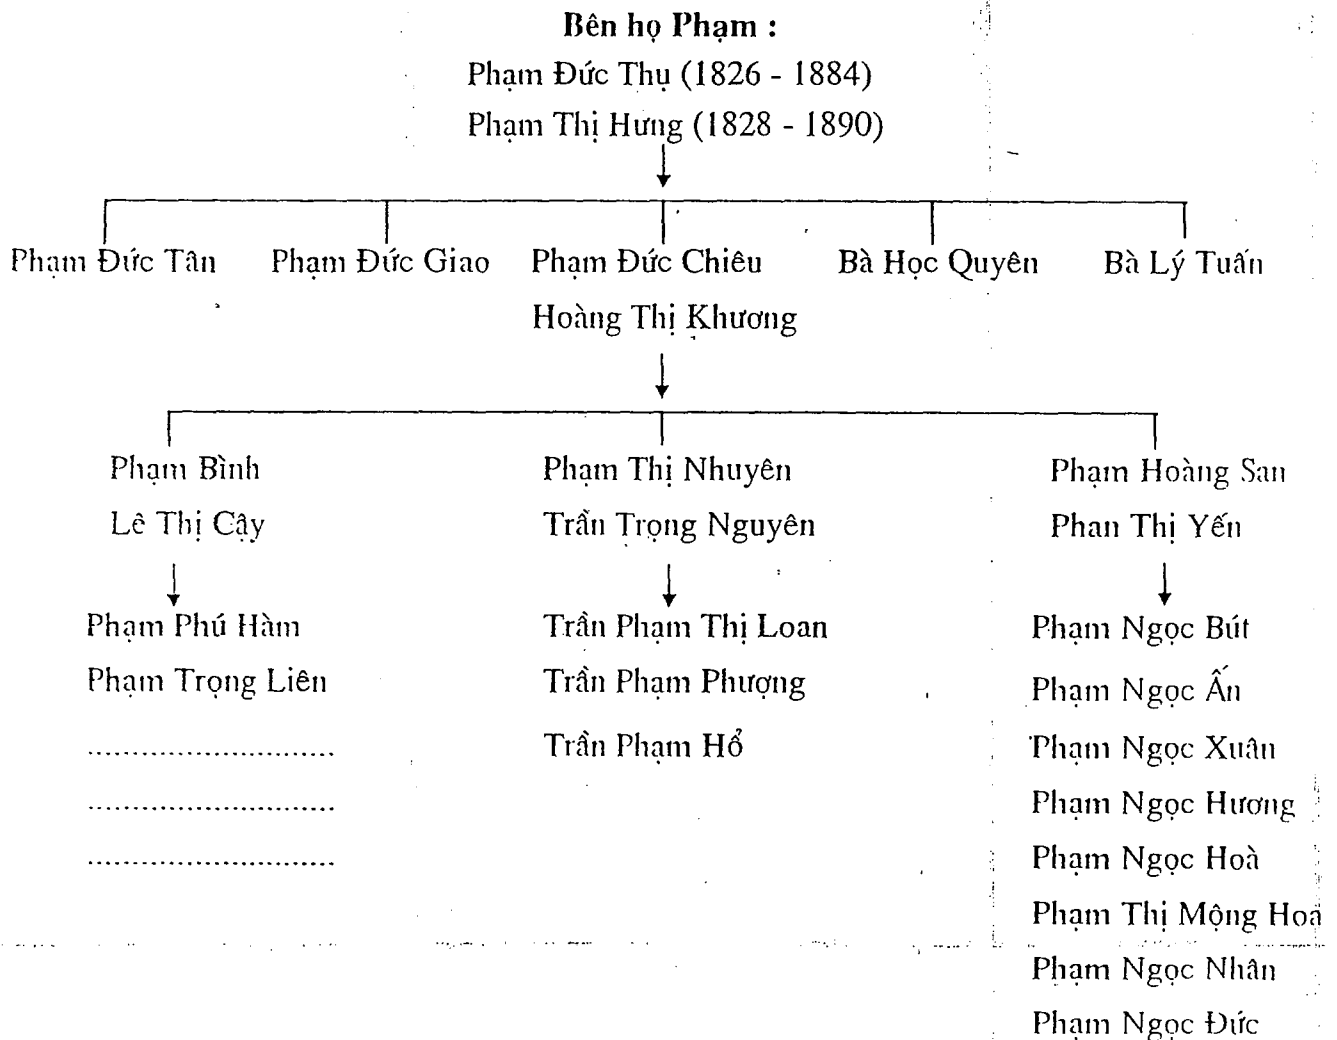 Bên họ Phạm :
Phạm Đức Thụ (1826 - 1884)
Phạm Thị Hưng (1828 - 1890)
Phạm Đức Tân Phạm Đức Giao Phạm Đức Chiêu Bà Học Quyên Bà Lý Tuấn
Hoàng Thị Khương
Phạm Bình Phạm Thị Nhuyên Phạm Hoàng San
Lê Thị Cậy Trần Trọng Nguyên Phan Thị Yến
Phạm Phú Hàm Trần Phạm Thị Loan Phạm Ngọc Bút
Phạm Trọng Liên Trần Phạm Phượng Phạm Ngọc Ấn
........................... Trần Phạm Hổ Phạm Ngọc Xuân
........................... Phạm Ngọc Hương
........................... Phạm Ngọc Hoà
Phạm Thị Mộng Hoá
Phạm Ngọc Nhân
Phạm Ngọc Đức